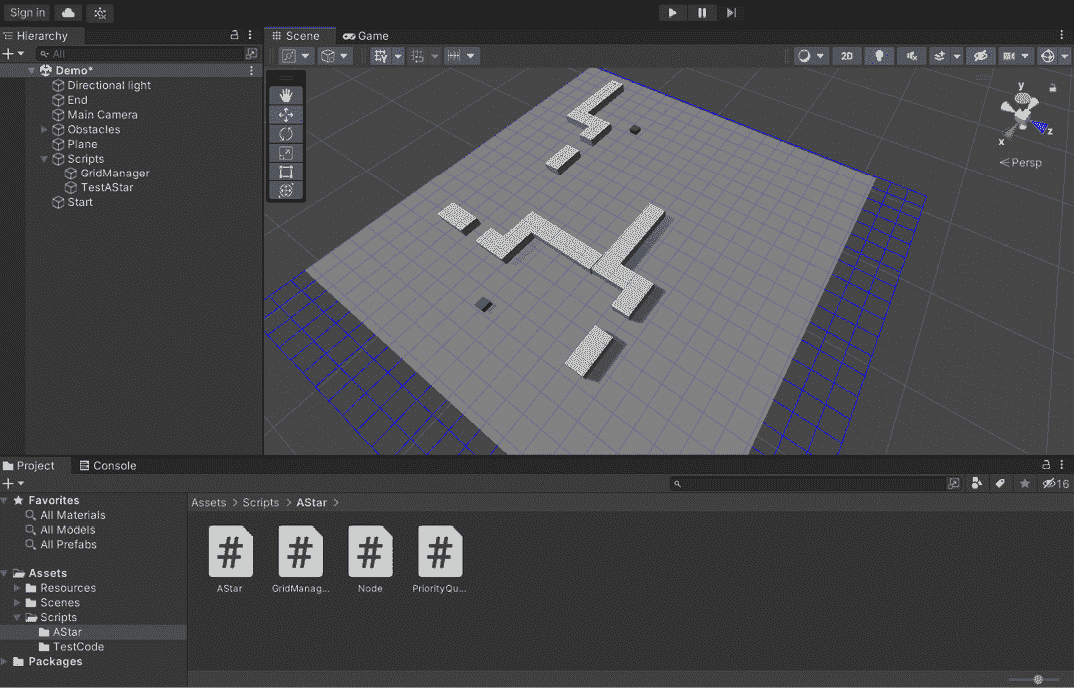 Sign in
Hierarchy
All
Demo*
Directional light
End
Main Camera
Obstacles
Plane
Scripts
GridManager
TestAStar
Start
Scene
Game
2D
y
z
x
Persp
Project
Console
16
Favorites
All Materials
All Models
All Prefabs
Assets
Resources
Scenes
Scripts
AStar
TestCode
Packages
Assets > Scripts > AStar >
AStar
GridManag...
Node
PriorityQu...